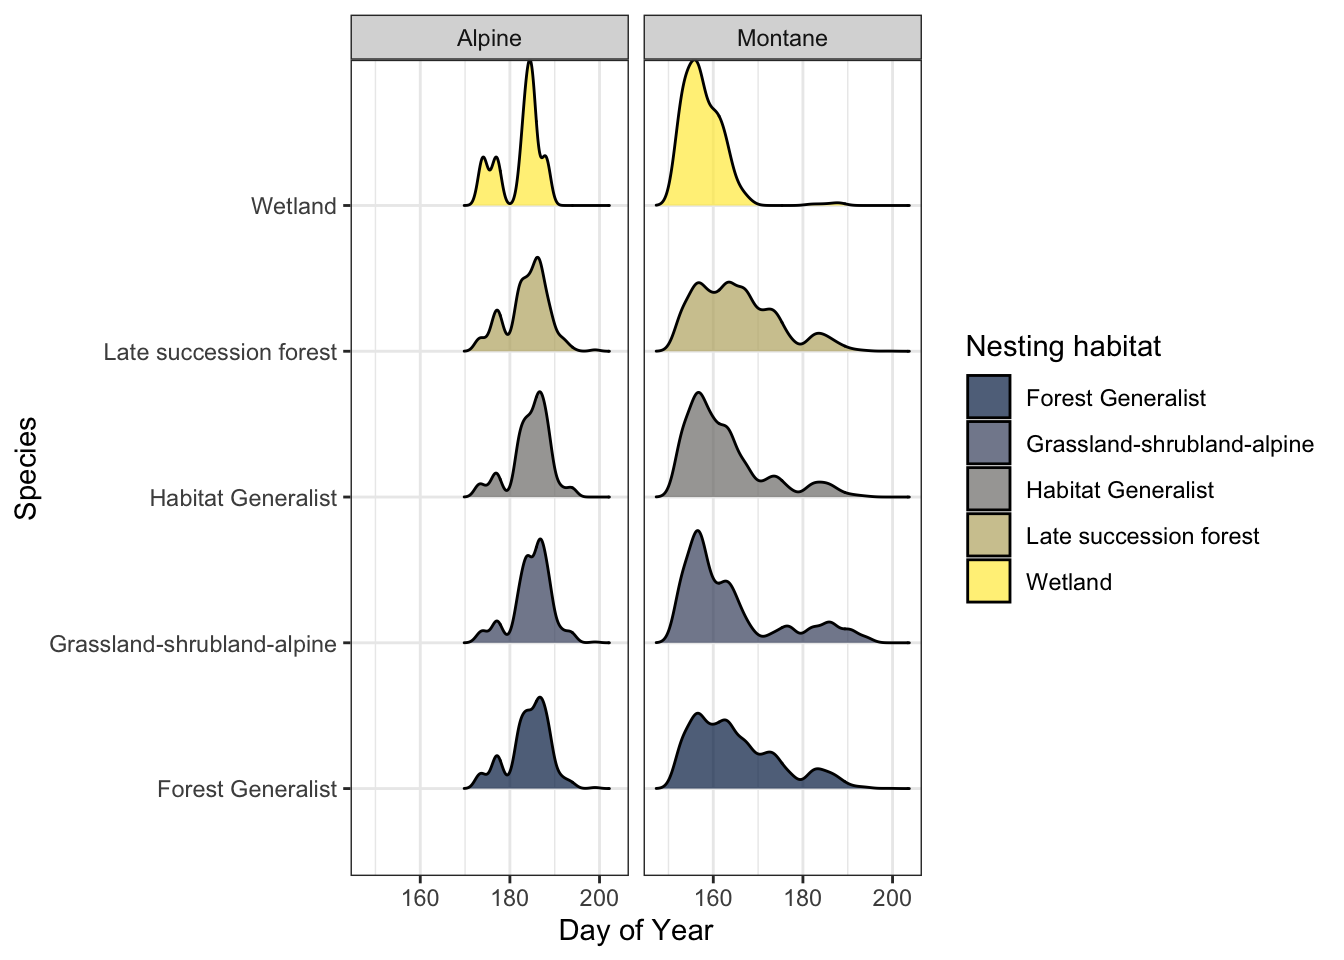 Alpine
Montane
Wetland
Late succession forest
Habitat Generalist
Grassland-shrubland-alpine
Forest Generalist
Species
160 180 200
160 180 200
Day of Year
Nesting habitat
Forest Generalist
Grassland-shrubland-alpine
Habitat Generalist
Late succession forest
Wetland